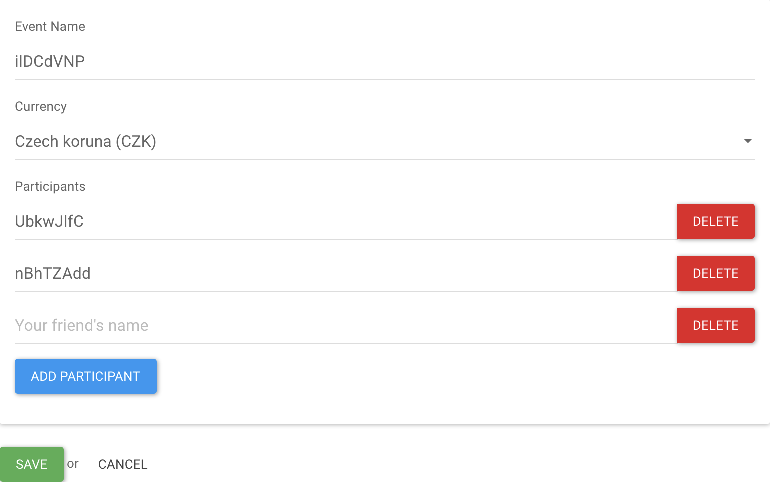 Event Name
ilDCdVNP
Currency
Czech koruna (CZK)
Participants
UbkwJlfC DELETE
nBhTZAdd DELETE
Your friend's name DELETE
ADD PARTICIPANT
SAVE or CANCEL